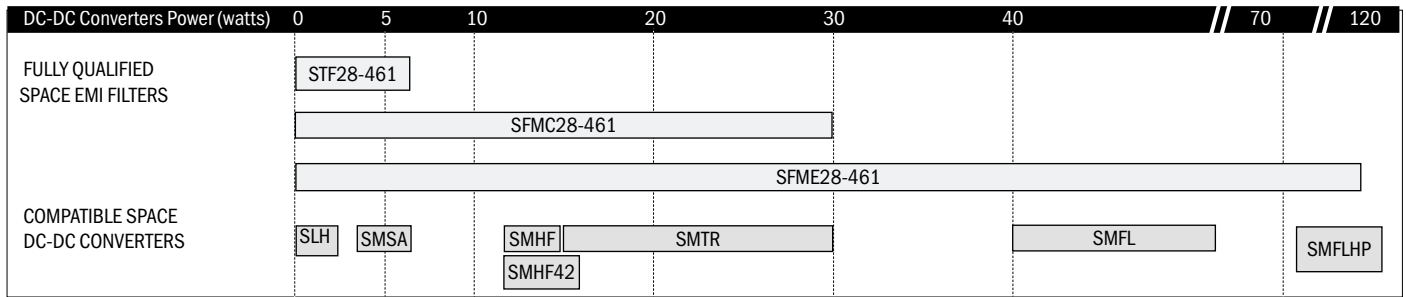 DC-DC Converters Power (watts) 0 5 10 20 30 40 70 120
FULLY QUALIFIED
SPACE EMI FILTERS
STF28-461
SFMC28-461
SFME28-461
COMPATIBLE SPACE
DC-DC CONVERTERS
SLH SMSA SMHF SMTR SMFL SMFLHP
SMHF42